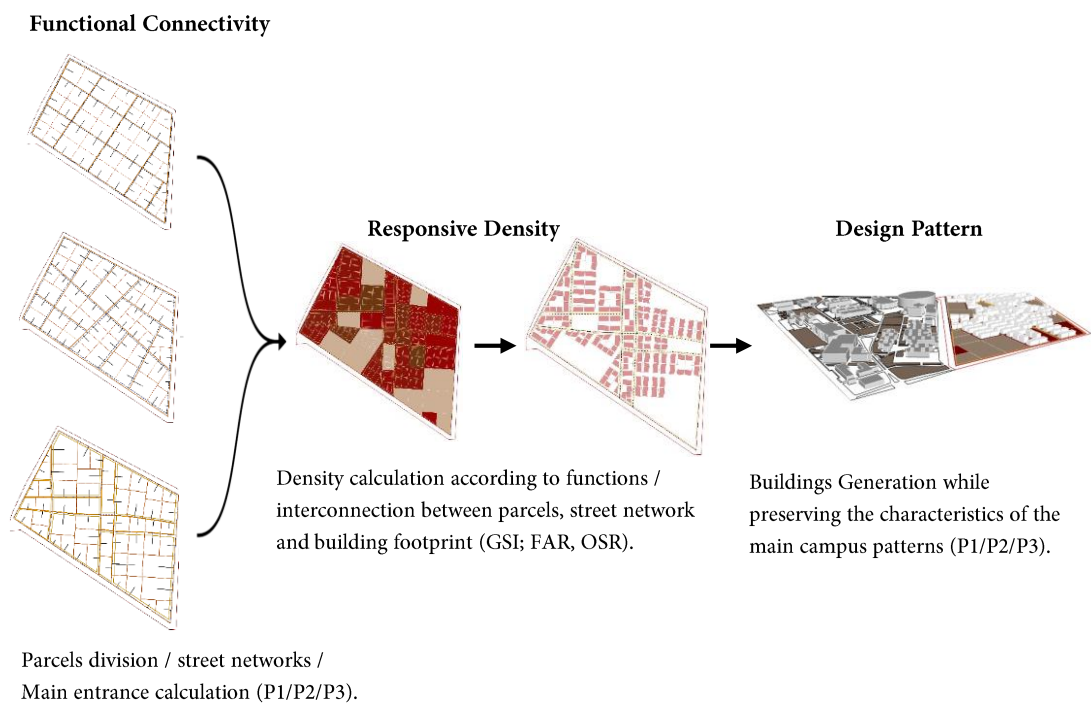 Functional Connectivity
Responsive Density
Design Pattern
Density calculation according to functions /
interconnection between parcels, street network
and building footprint (GSI; FAR, OSR).
Buildings Generation while
preserving the characteristics of the
main campus patterns (P1/P2/P3).
Parcels division / street networks /
Main entrance calculation (P1/P2/P3).